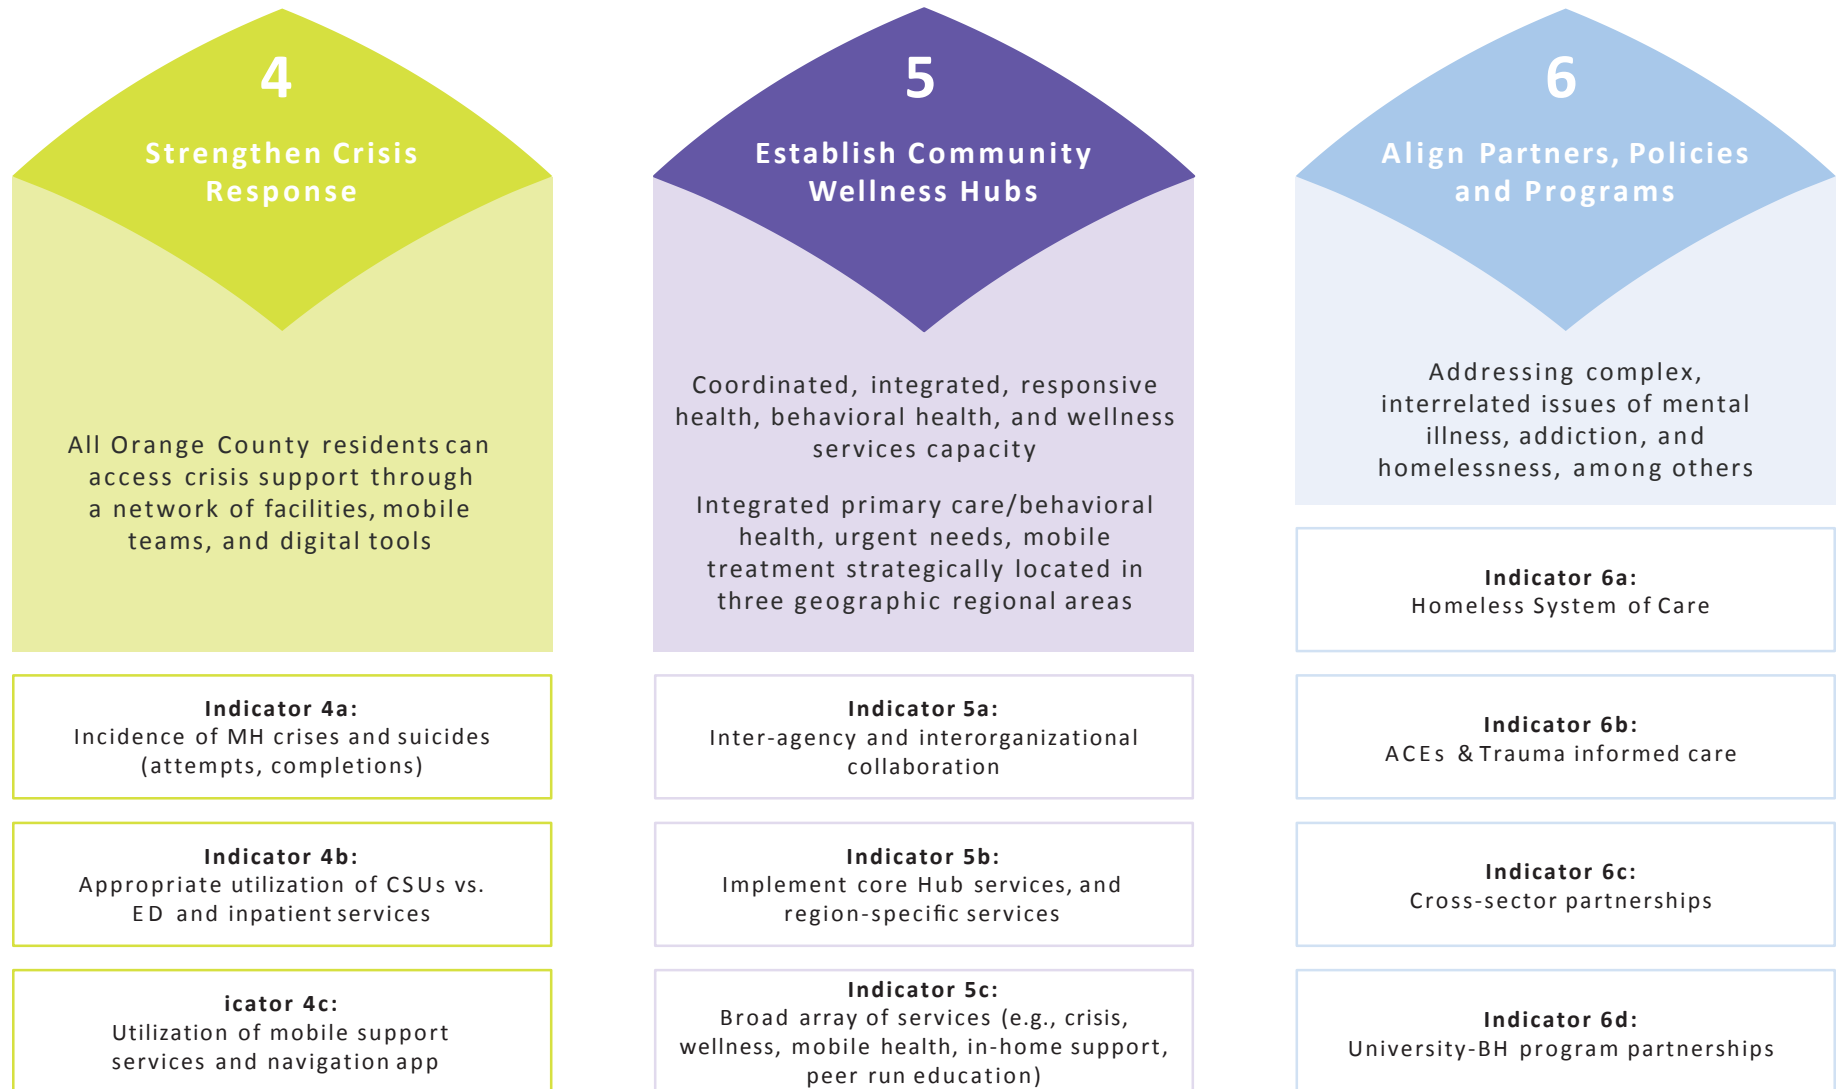 4
Strengthen Crisis
Response
All Orange County residents can
access crisis support through
a network of facilities, mobile
teams, and digital tools
Indicator 4a:
Incidence of MH crises and suicides
(attempts, completions)
Indicator 4b:
Appropriate utilization of CSUs vs.
ED and inpatient services
icator 4c:
Utilization of mobile support
services and navigation app
5
Establish Community
Wellness Hubs
Coordinated, integrated, responsive
health, behavioral health, and wellness
services capacity
Integrated primary care/behavioral
health, urgent needs, mobile
treatment strategically located in
three geographic regional areas
Indicator 5a:
Inter-agency and interorganizational
collaboration
Indicator 5b:
Implement core Hub services, and
region-specific services
Indicator 5c:
Broad array of services (e.g., crisis,
wellness, mobile health, in-home support,
peer run education)
6
Align Partners, Policies
and Programs
Addressing complex,
interrelated issues of mental
illness, addiction, and
homelessness, among others
Indicator 6a:
Homeless System of Care
Indicator 6b:
ACEs & Trauma informed care
Indicator 6c:
Cross-sector partnerships
Indicator 6d:
University-BH program partnerships